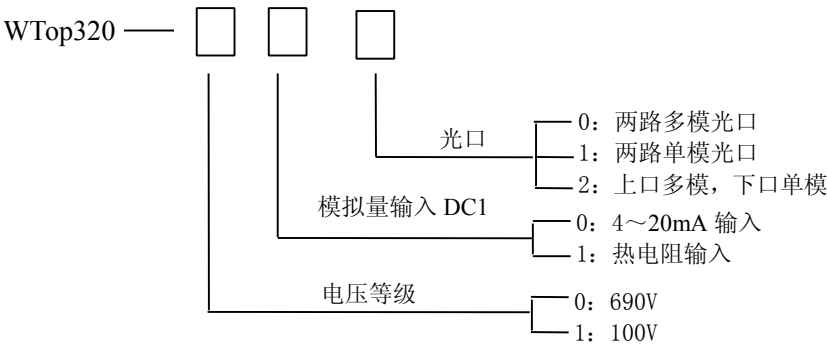 WTop320
光口
0：两路多模光口
1：两路单模光口
2：上口多模，下口单模
模拟量输入 DC1
0：4～20mA 输入
1：热电阻输入
电压等级
0：690V
1：100V